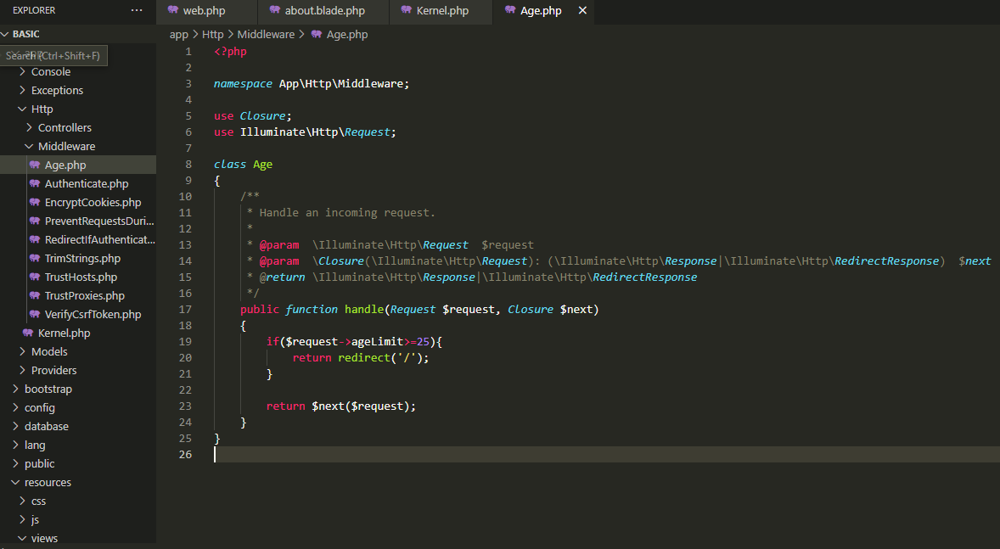 EXPLORER ...
BASIC
Search (Ctrl+Shift+F)
Console
Exceptions
Http
Controllers
Middleware
Age.php
Authenticate.php
EncryptCookies.php
PreventRequestsDuri...
RedirectIfAuthenticat...
TrimStrings.php
TrustHosts.php
TrustProxies.php
VerifyCsrfToken.php
Kernel.php
Models
Providers
bootstrap
config
database
lang
public
resources
css
js
views
web.php about.blade.php Kernel.php Age.php ×
app > Http > Middleware > Age.php
1 <?php
2
3 namespace App\Http\Middleware;
4
5 use Closure;
6 use Illuminate\Http\Request;
7
8 class Age
9 {
10 /**
11 * Handle an incoming request.
12 *
13 * @param  \Illuminate\Http\Request  $request
14 * @param  \Closure(\Illuminate\Http\Request): (\Illuminate\Http\Response|\Illuminate\Http\RedirectResponse)  $next
15 * @return \Illuminate\Http\Response|\Illuminate\Http\RedirectResponse
16 */
17 public function handle(Request $request, Closure $next)
18 {
19 if($request->ageLimit>=25){
20 return redirect('/');
21 }
22
23 return $next($request);
24 }
25 }
26